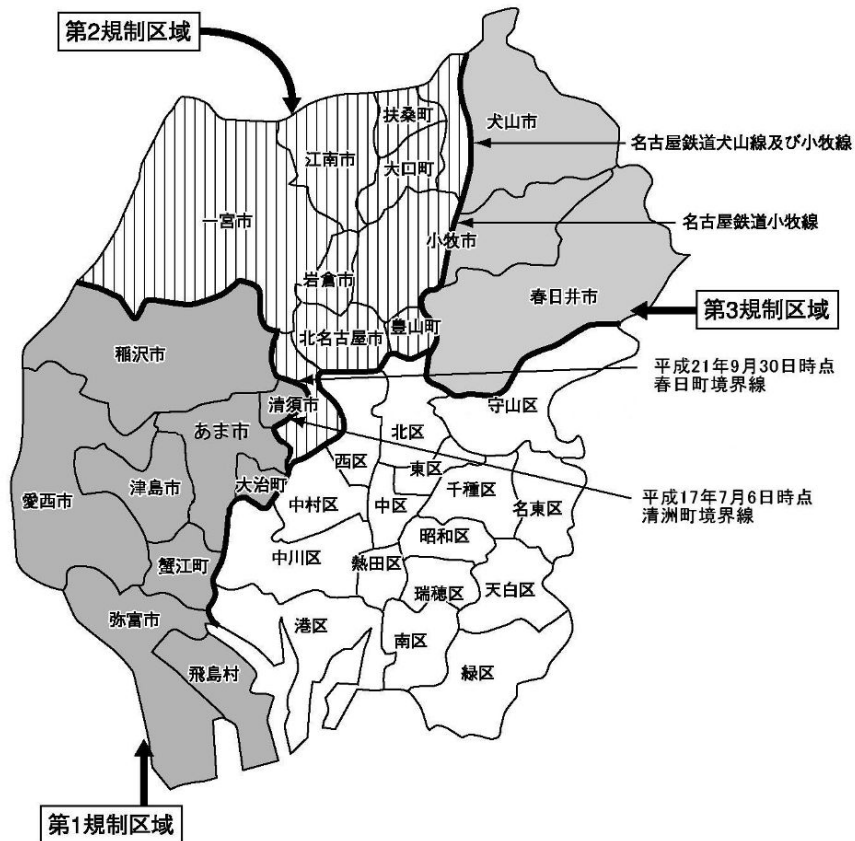 第2規制区域
扶桑町
犬山市
名古屋鉄道犬山線及び小牧線
江南市
大口町
一宮市
小牧市
名古屋鉄道小牧線
岩倉市
春日井市
第3規制区域
北名古屋市
豊山町
稲沢市
平成21年9月30日時点
春日町境界線
清須市
守山区
あま市
北区
西区
東区
大治町
千種区
愛西市
津島市
中村区
中区
名東区
平成17年7月6日時点
清洲町境界線
昭和区
中川区
熱田区
蟹江町
瑞穂区
天白区
弥富市
港区
南区
飛島村
緑区
第1規制区域